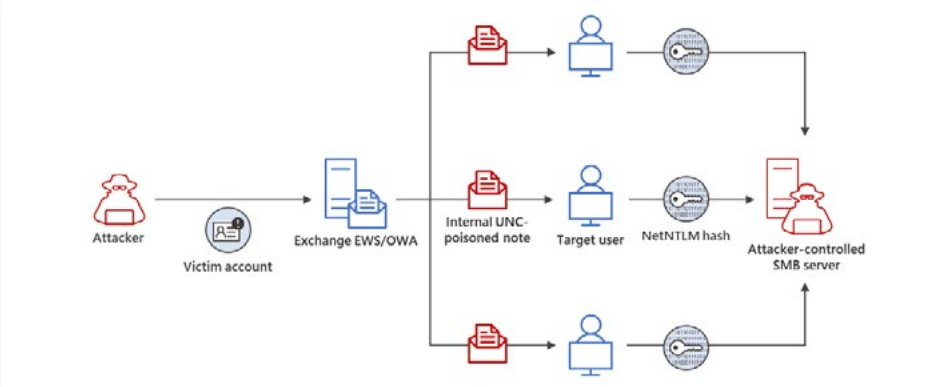 Attacker
Victim account
Exchange EWS/OWA
Internal UNC-
poisoned note
Target user
NetNTLM hash
Attacker-controlled
SMB server